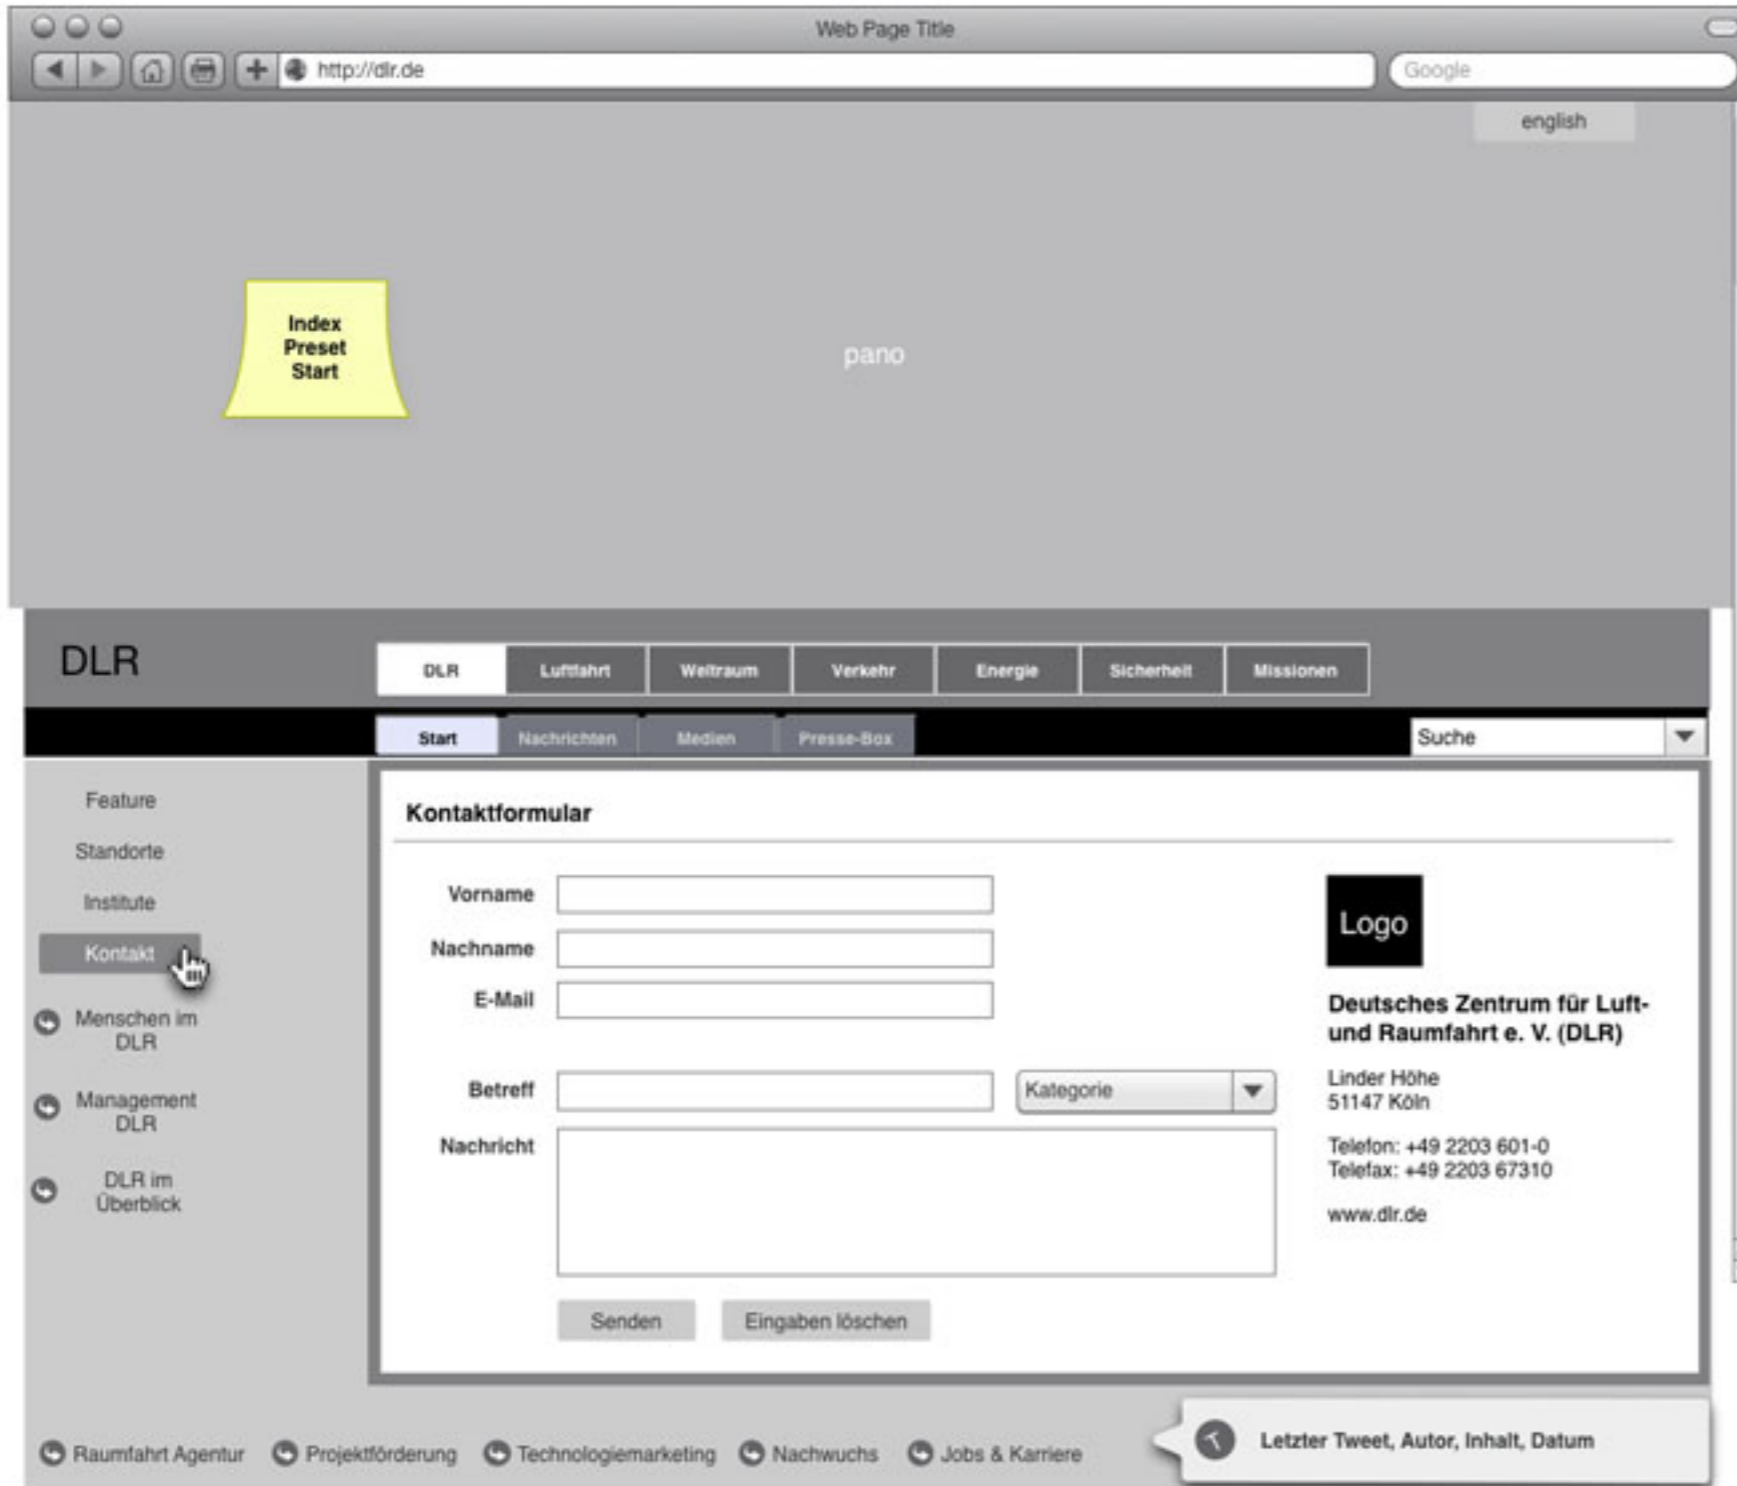 Web Page Title
http://dlr.de
Google
english
Index
Preset
Start
pano
DLR
DLR Luftfahrt Weltraum Verkehr Energie Sicherheit Missionen
Start Nachrichten Medien Presse-Box
Suche
Feature
Standorte
Institute
Kontakt
Menschen im
DLR
Management
DLR
DLR im
Überblick
Kontaktformular
Vorname
Nachname
E-Mail
Betreff
Kategorie
Nachricht
Senden
Eingaben löschen
Logo
Deutsches Zentrum für Luft-
und Raumfahrt e. V. (DLR)
Linder Höhe
51147 Köln
Telefon: +49 2203 601-0
Telefax: +49 2203 67310
www.dlr.de
Raumfahrt Agentur Projektförderung Technologiemarketing Nachwuchs Jobs & Karriere
Letzter Tweet, Autor, Inhalt, Datum